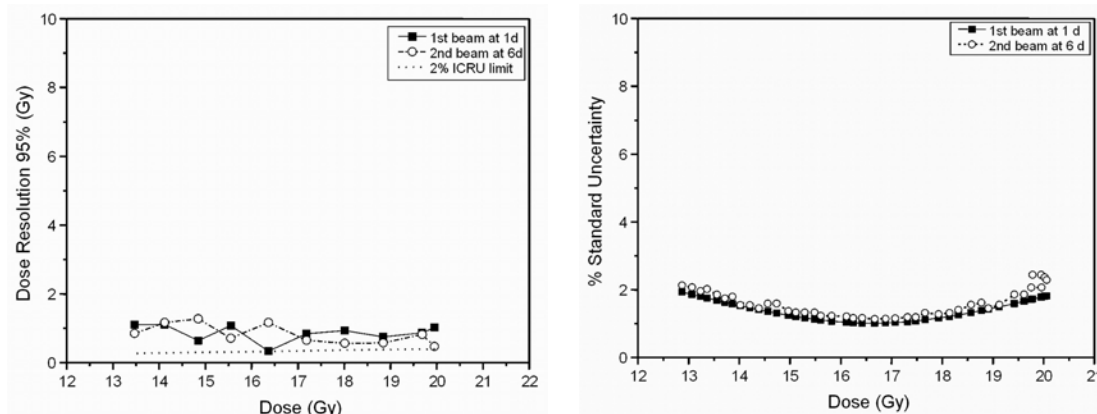 10
8
6
4
2
0
Dose Resolution 95% (Gy)
1st beam at 1d
2nd beam at 6d
2% ICRU limit
12 13 14 15 16 17 18 19 20 21 22
Dose (Gy)
10
8
6
4
2
0
% Standard Uncertainty
1st beam at 1 d
2nd beam at 6 d
12 13 14 15 16 17 18 19 20 21 22
Dose (Gy)